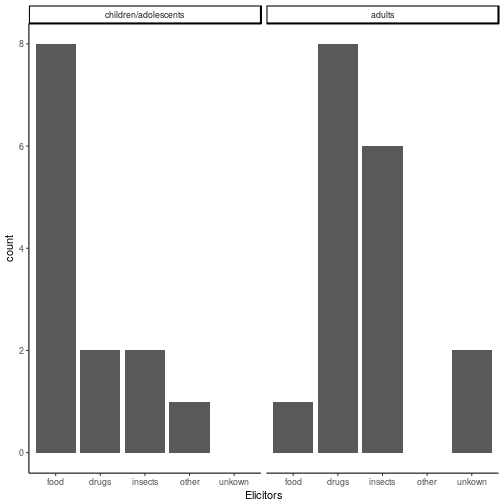 children/adolescents
adults
count
8
6
4
2
0
food drugs insects other unkown
food drugs insects other unkown
Elicitors